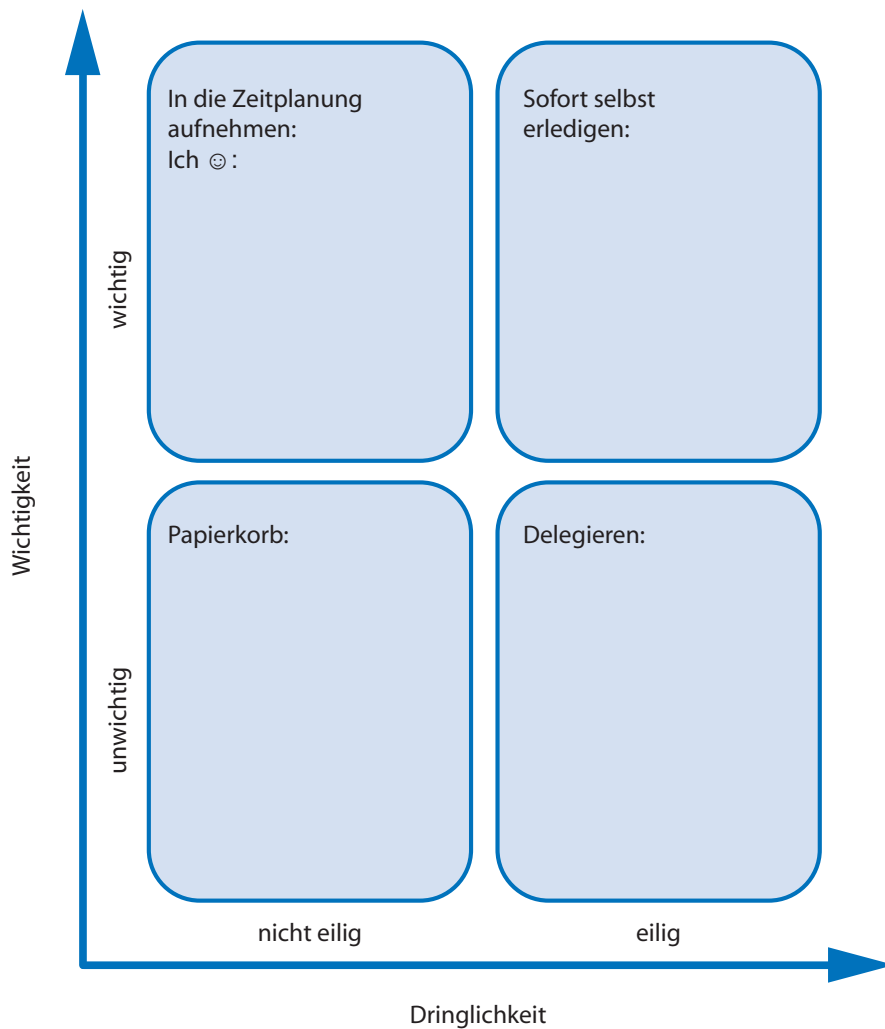 In die Zeitplanung
aufnehmen:
Ich ☺:
Sofort selbst
erledigen:
wichtig
Wichtigkeit
Papierkorb:
Delegieren:
unwichtig
nicht eilig
eilig
Dringlichkeit